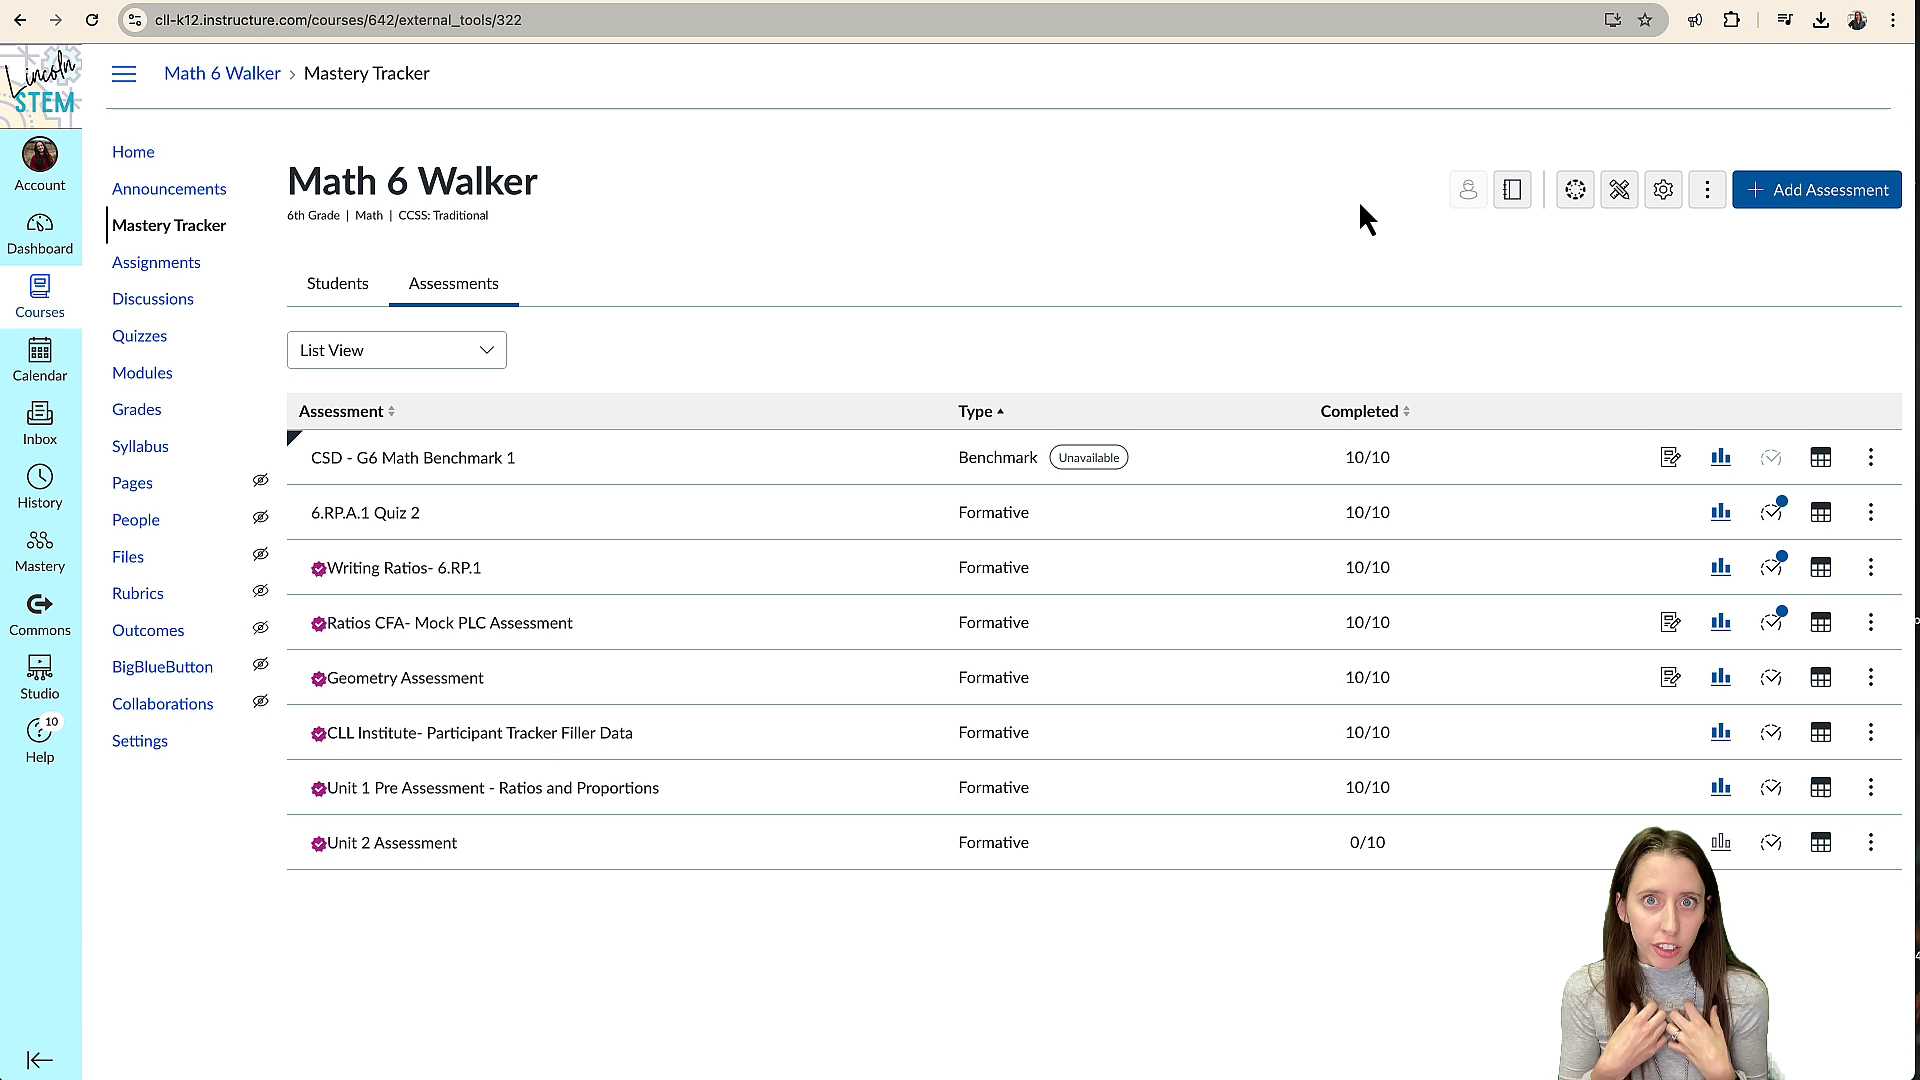 cll-k12.instructure.com/courses/642/external_tools/322
Lincoln
STEM
Math 6 Walker › Mastery Tracker
Account
Dashboard
Courses
Calendar
Inbox
History
Mastery
Commons
Studio
10
Help
Home
Announcements
Mastery Tracker
Assignments
Discussions
Quizzes
Modules
Grades
Syllabus
Pages
People
Files
Rubrics
Outcomes
BigBlueButton
Collaborations
Settings
Math 6 Walker
6th Grade | Math | CCSS: Traditional
Add Assessment
Students Assessments
List View
Assessment Type Completed
CSD - G6 Math Benchmark 1 Benchmark Unavailable 10/10
6.RP.A.1 Quiz 2 Formative 10/10
Writing Ratios- 6.RP.1 Formative 10/10
Ratios CFA- Mock PLC Assessment Formative 10/10
Geometry Assessment Formative 10/10
CLL Institute- Participant Tracker Filler Data Formative 10/10
Unit 1 Pre Assessment - Ratios and Proportions Formative 10/10
Unit 2 Assessment Formative 0/10